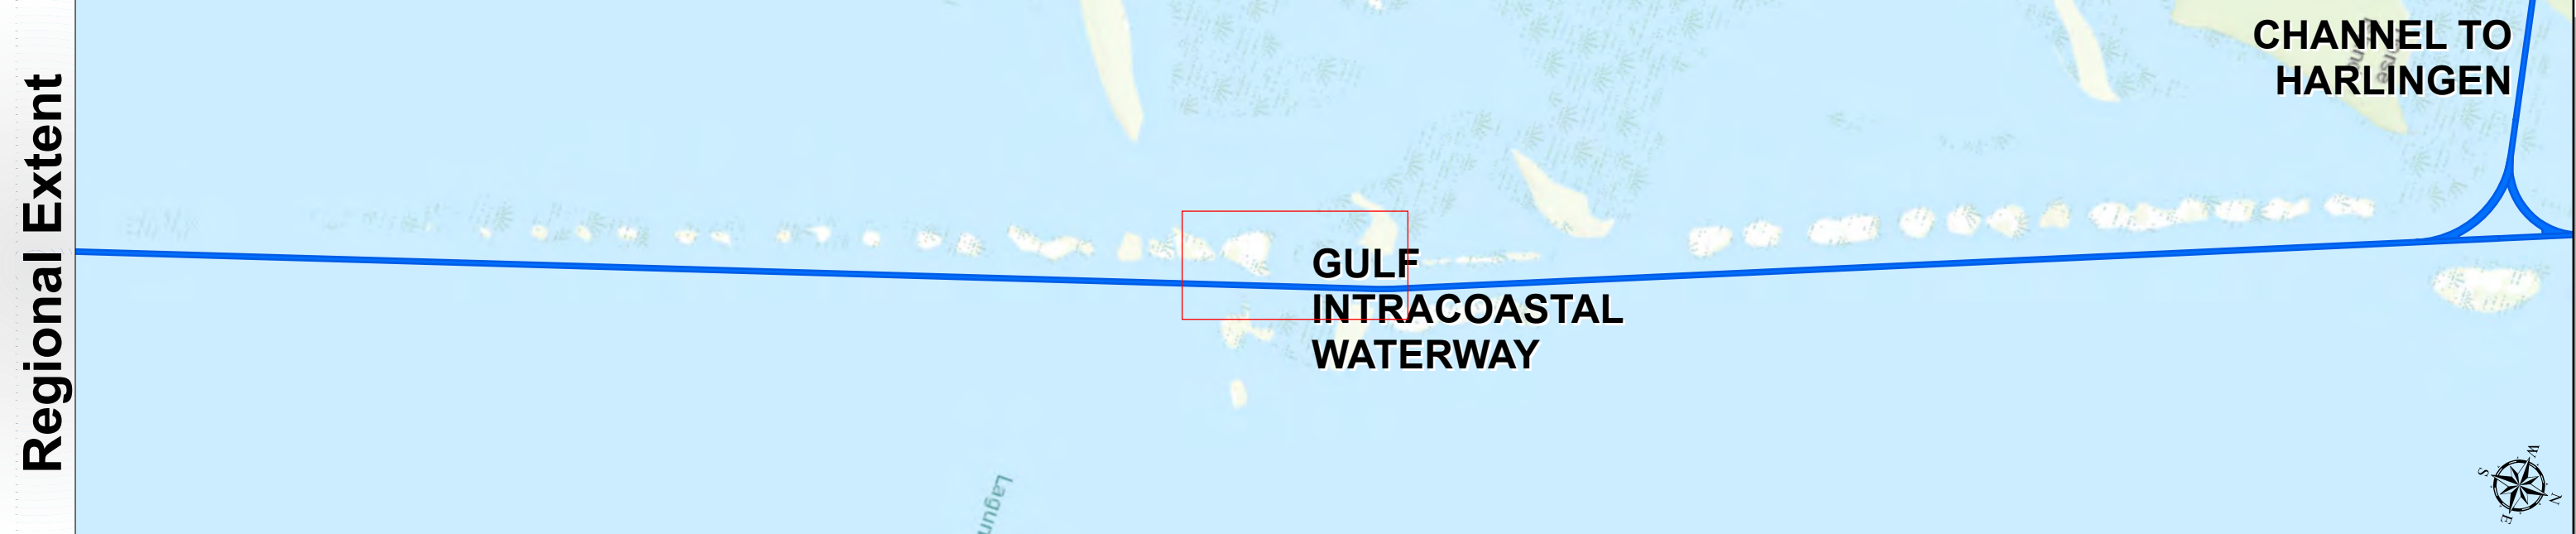 Regional Extent
CHANNEL TO
HARLINGEN
GULF
INTRACOASTAL
WATERWAY
W
S
N
E